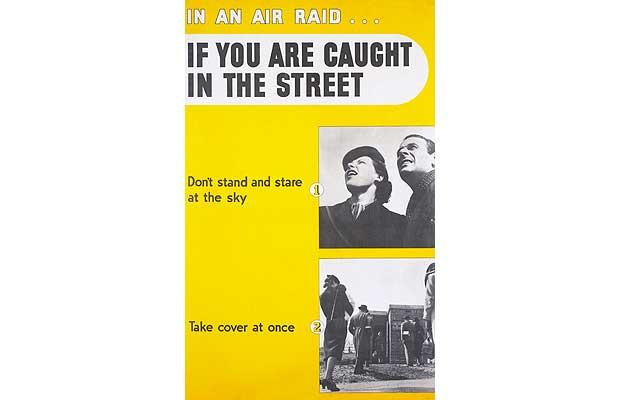 IN AN AIR RAID ...
IF YOU ARE CAUGHT
IN THE STREET
Don't stand and stare
at the sky
1
Take cover at once
2